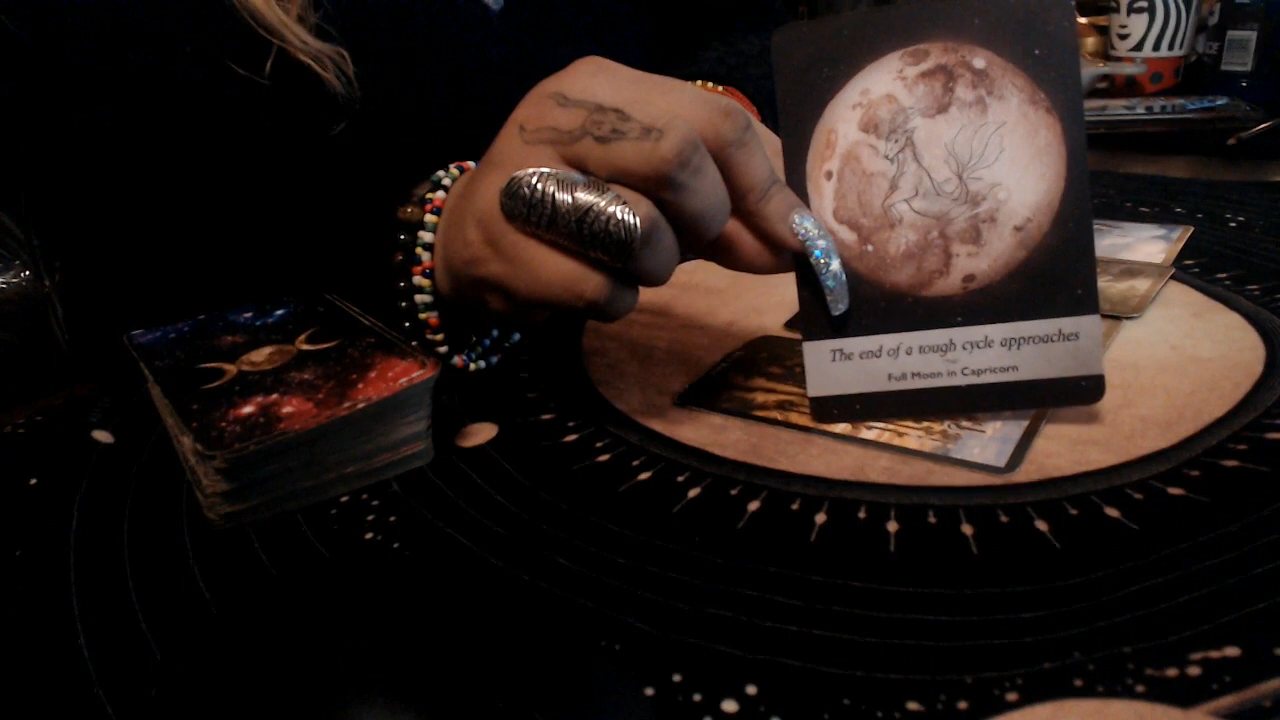 The end of a tough cycle approaches
Full Moon in Capricorn